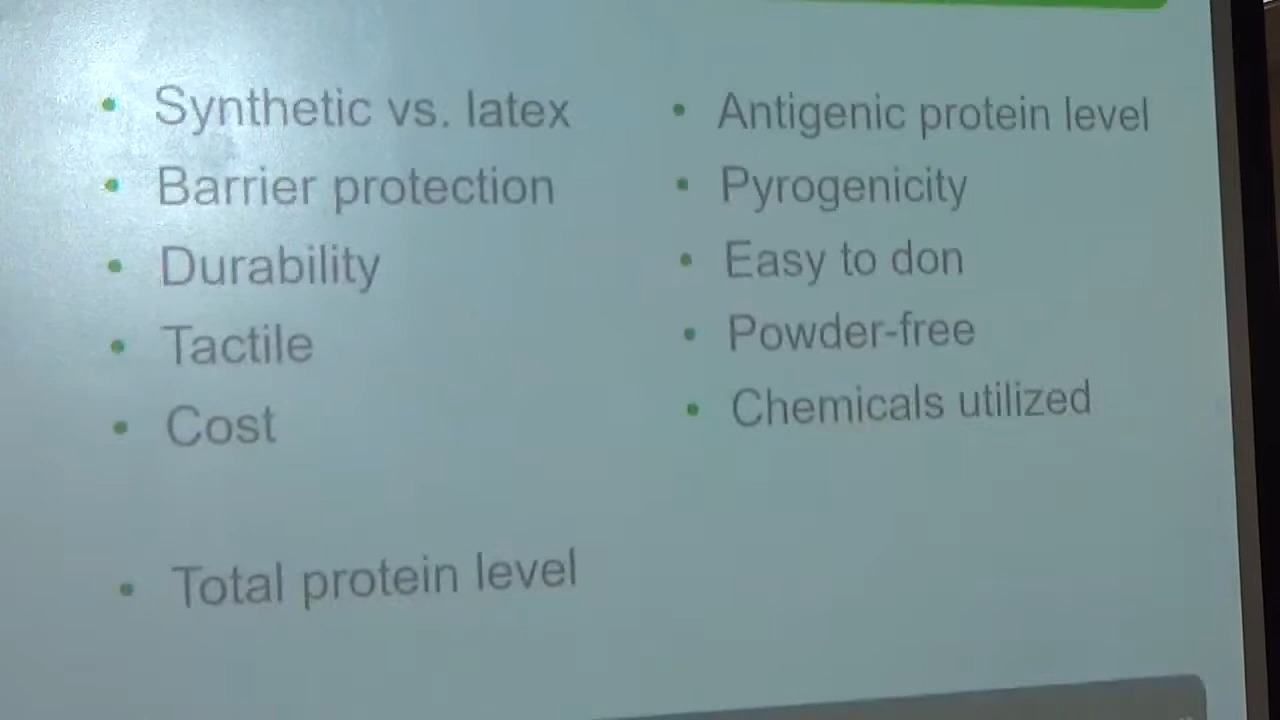 • Synthetic vs. latex
• Barrier protection
• Durability
• Tactile
• Cost
• Total protein level
• Antigenic protein level
• Pyrogenicity
• Easy to don
• Powder-free
• Chemicals utilized